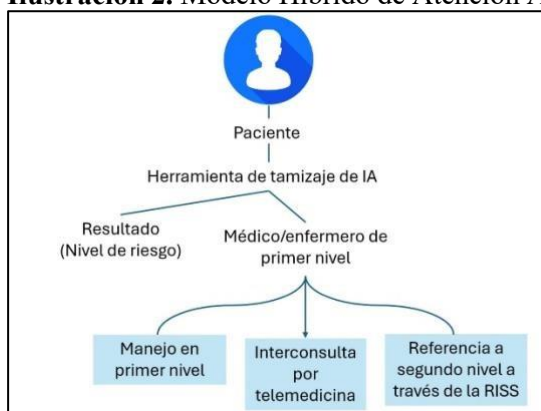 Ilustración 2. Modelo Híbrido de Atención
Paciente
Herramienta de tamizaje de IA
Resultado
(Nivel de riesgo)
Médico/enfermero de
primer nivel
Manejo en
primer nivel
Interconsulta
por
telemedicina
Referencia a
segundo nivel a
través de la RISS